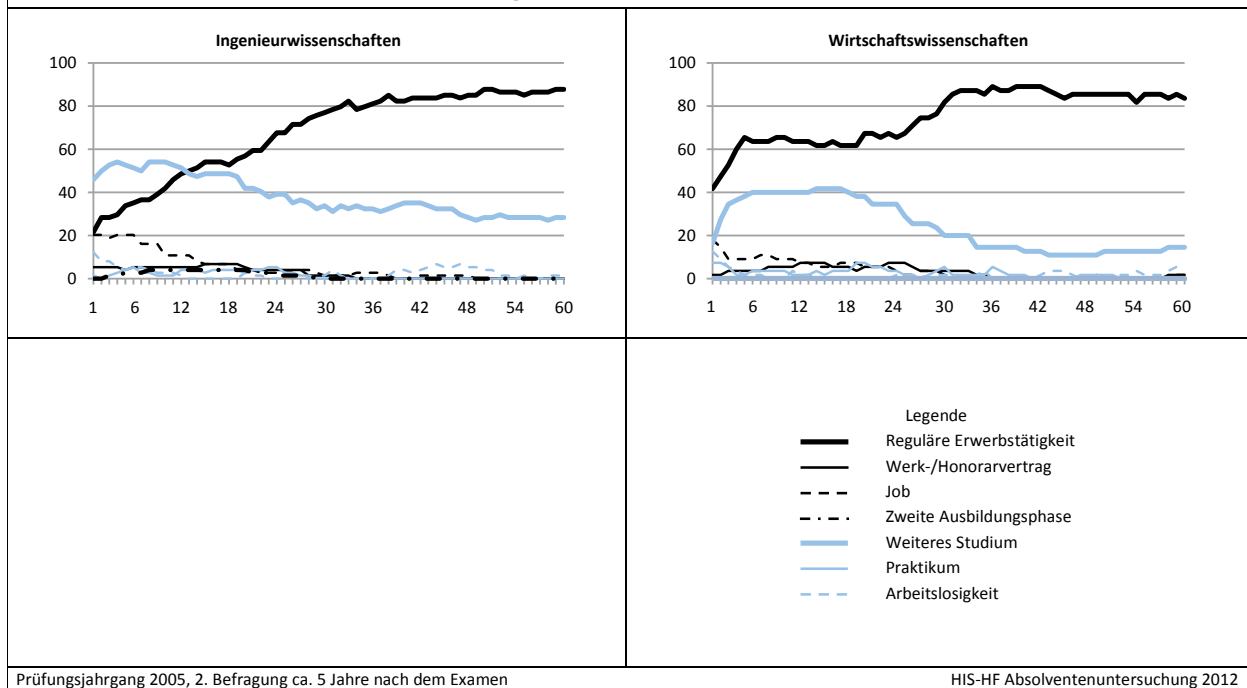 Ingenieurwissenschaften
100
80
60
40
20
0
1 6 12 18 24 30 36 42 48 54 60
Wirtschaftswissenschaften
100
80
60
40
20
0
1 6 12 18 24 30 36 42 48 54 60
Legende
Reguläre Erwerbstätigkeit
Werk-/Honorarvertrag
Job
Zweite Ausbildungsphase
Weiteres Studium
Praktikum
Arbeitslosigkeit
Prüfungsjahrgang 2005, 2. Befragung ca. 5 Jahre nach dem Examen
HIS-HF Absolventenuntersuchung 2012